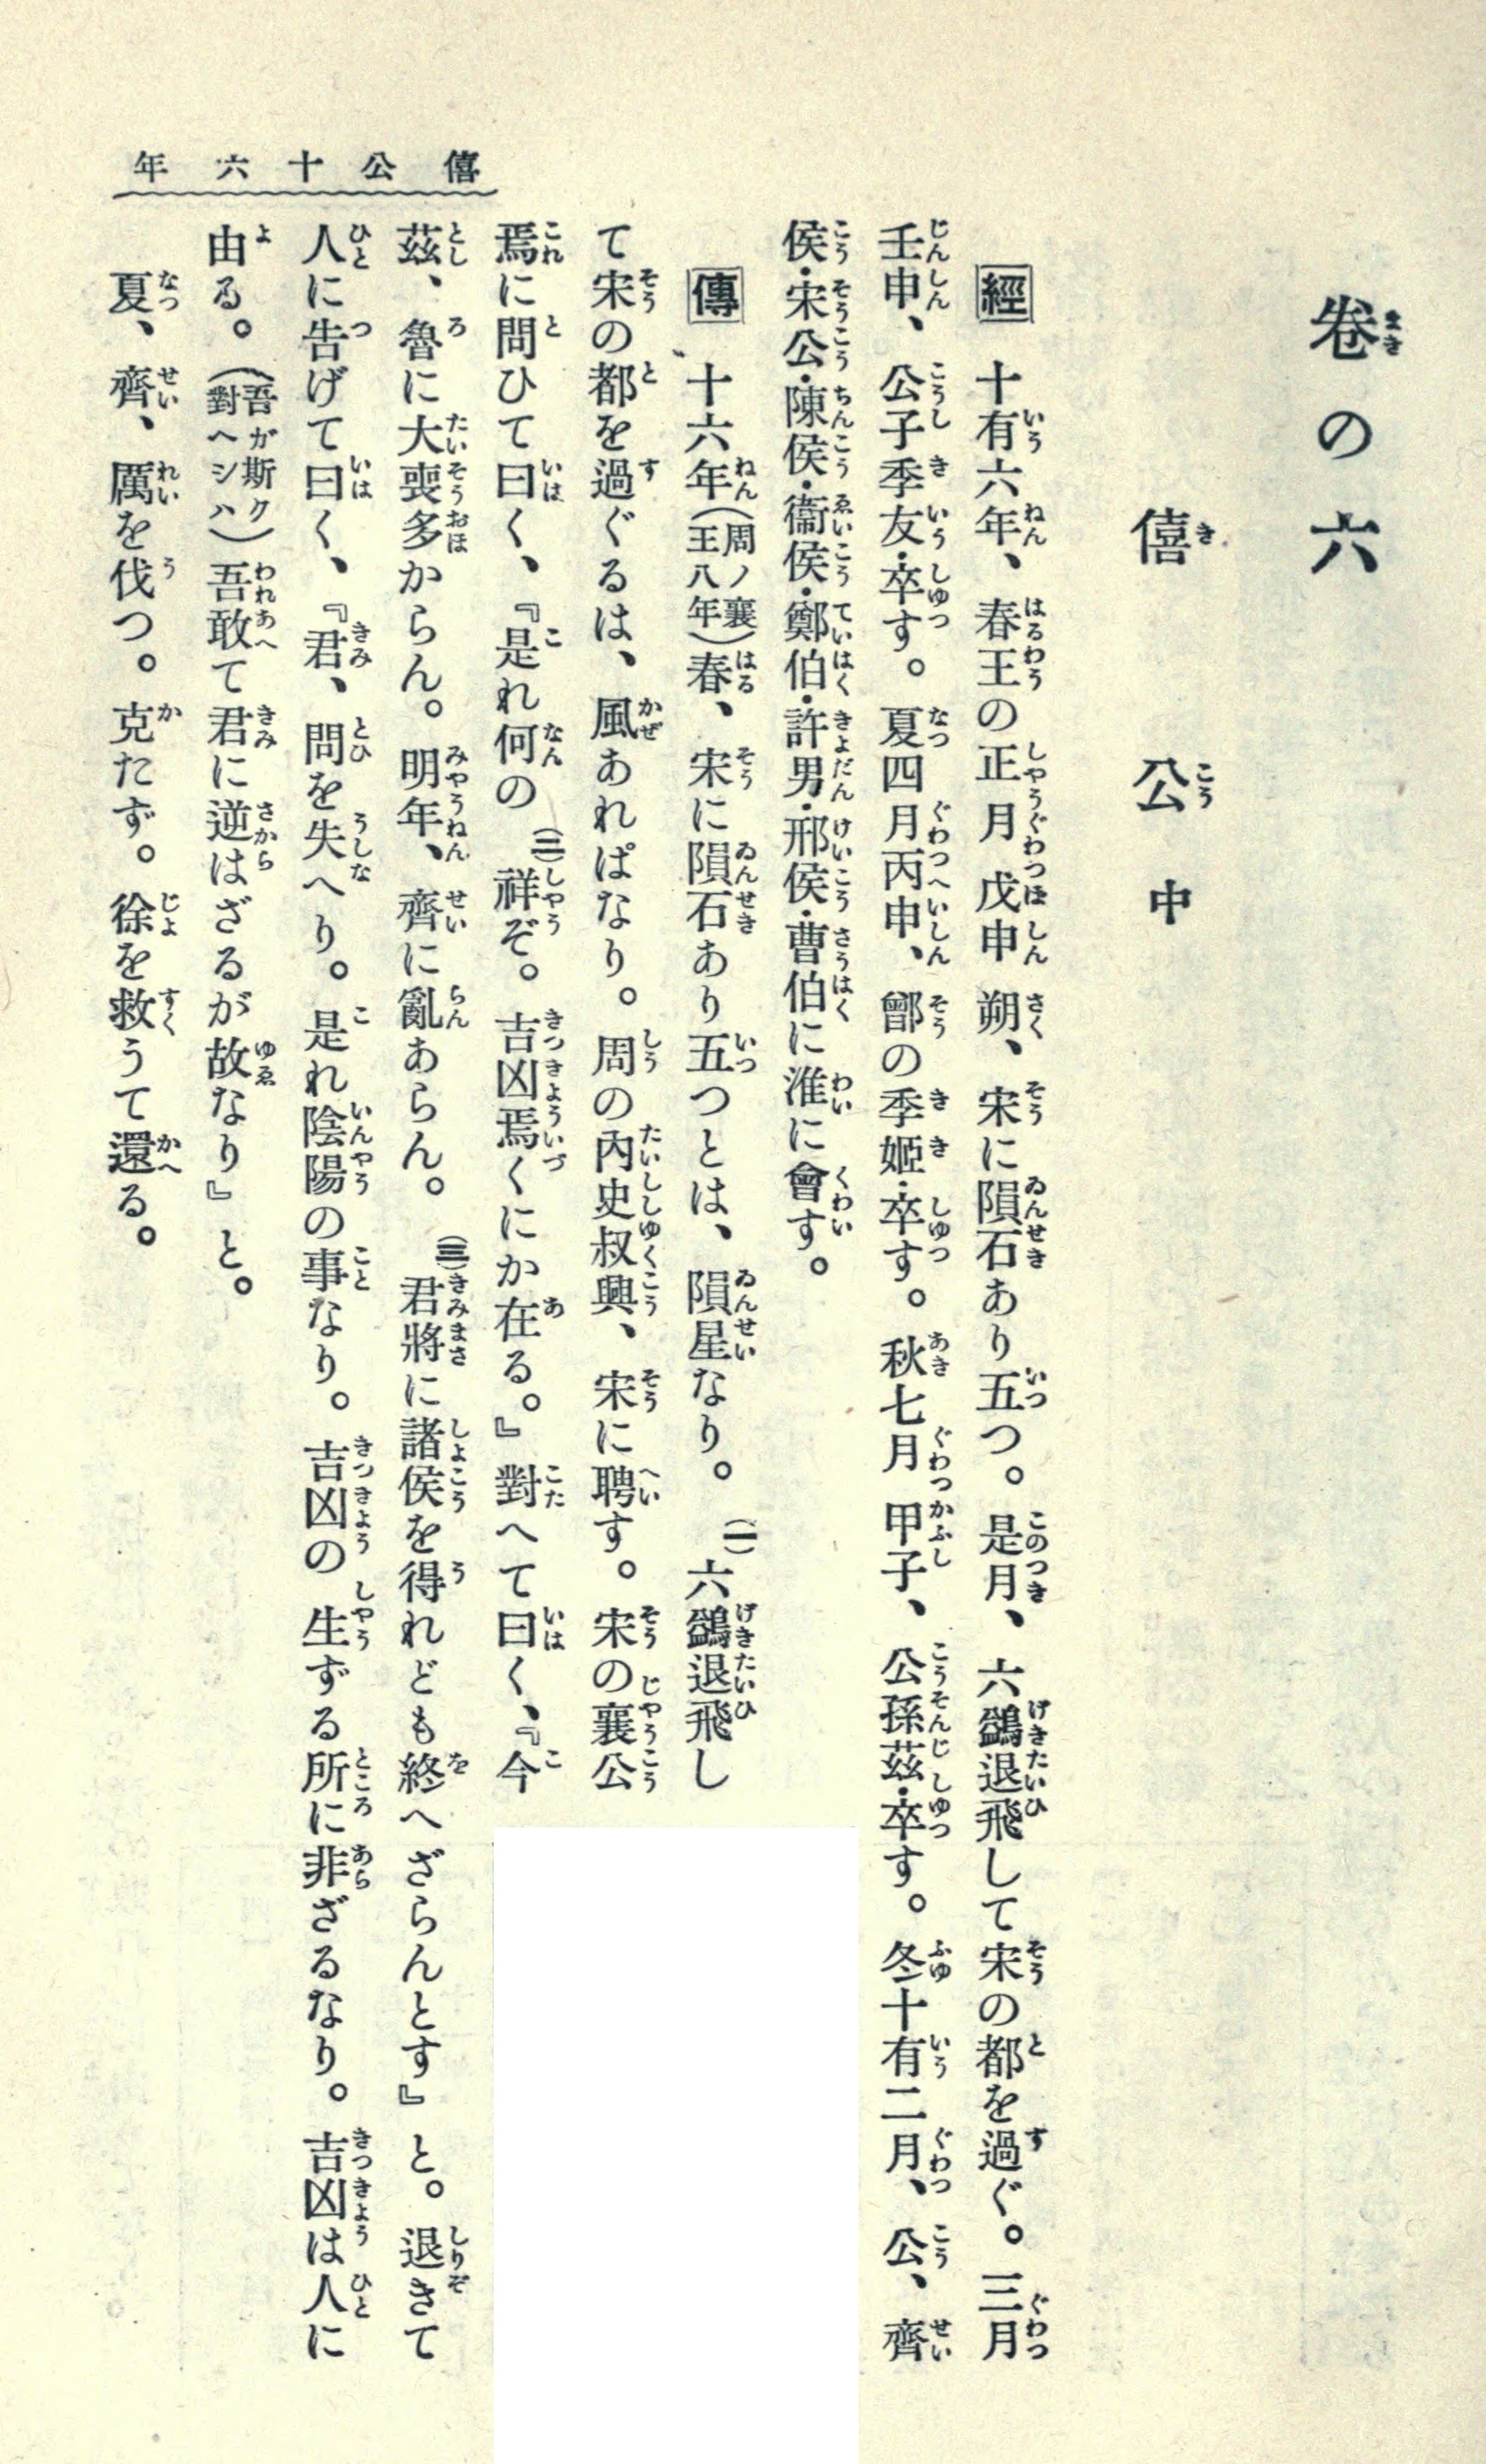 卷の六
僖公中
經 十有六年、春王の正月戊申朔、宋に隕石あり五つ。是月、六鷁退飛して宋の都を過ぐ。三月
壬申、公子季友・卒す。夏四月丙申、鄫の季姬・卒す。秋七月甲子、公孫茲・卒す。冬十有二月、公、齊
侯・宋公・陳侯・衞侯・鄭伯・許男・邢侯・曹伯に淮に會す。
傳 十六年(周ノ襄王八年)春、宋に隕石あり五つとは、隕星なり。(一)六鷁退飛し
て宋の都を過ぐるは、風あればなり。周の內史叔興、宋に聘す。宋の襄公
焉に問ひて曰く、『是れ何の(二)祥ぞ。吉凶焉くにか在る。』對へて曰く、『今
茲、魯に大喪多からん。明年、齊に亂あらん。(三)君將に諸侯を得れども終へざらんとす』と。退きて
人に吿げて曰く、『君、問を失へり。是れ陰陽の事なり。吉凶の生ずる所に非ざるなり。吉凶は人に
由る。(吾ガ斯ク對ヘシハ)吾敢て君に逆はざるが故なり』と。
夏、齊、厲を伐つ。克たず。徐を救うて還る。
僖公十六年